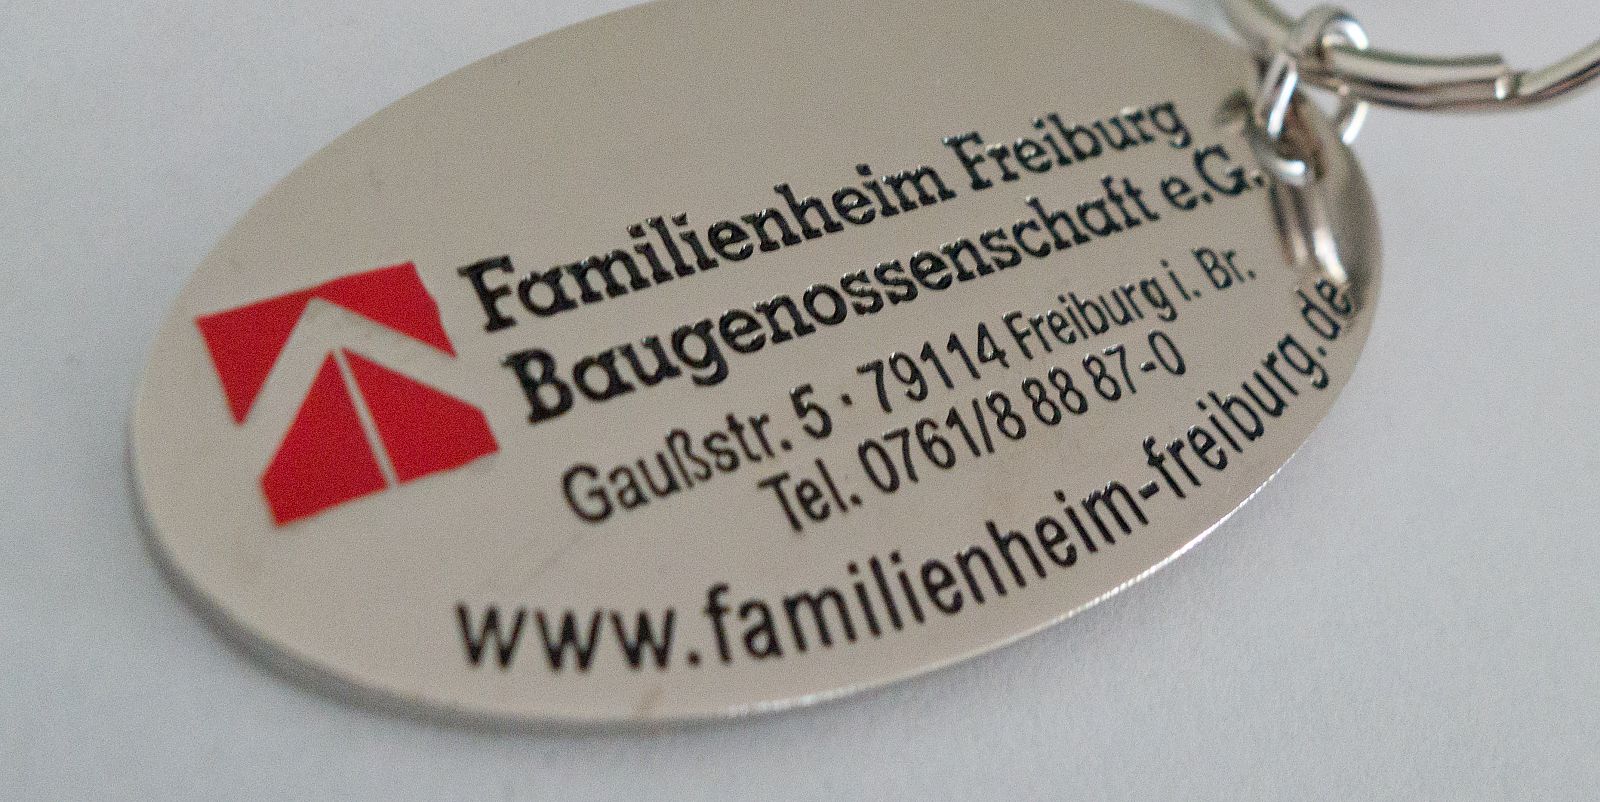 Familienheim Freiburg
Baugenossenschaft e.G.
Gaußstr. 5 · 79114 Freiburg i. Br.
Tel. 0761/8 88 87-0
www.familienheim-freiburg.de